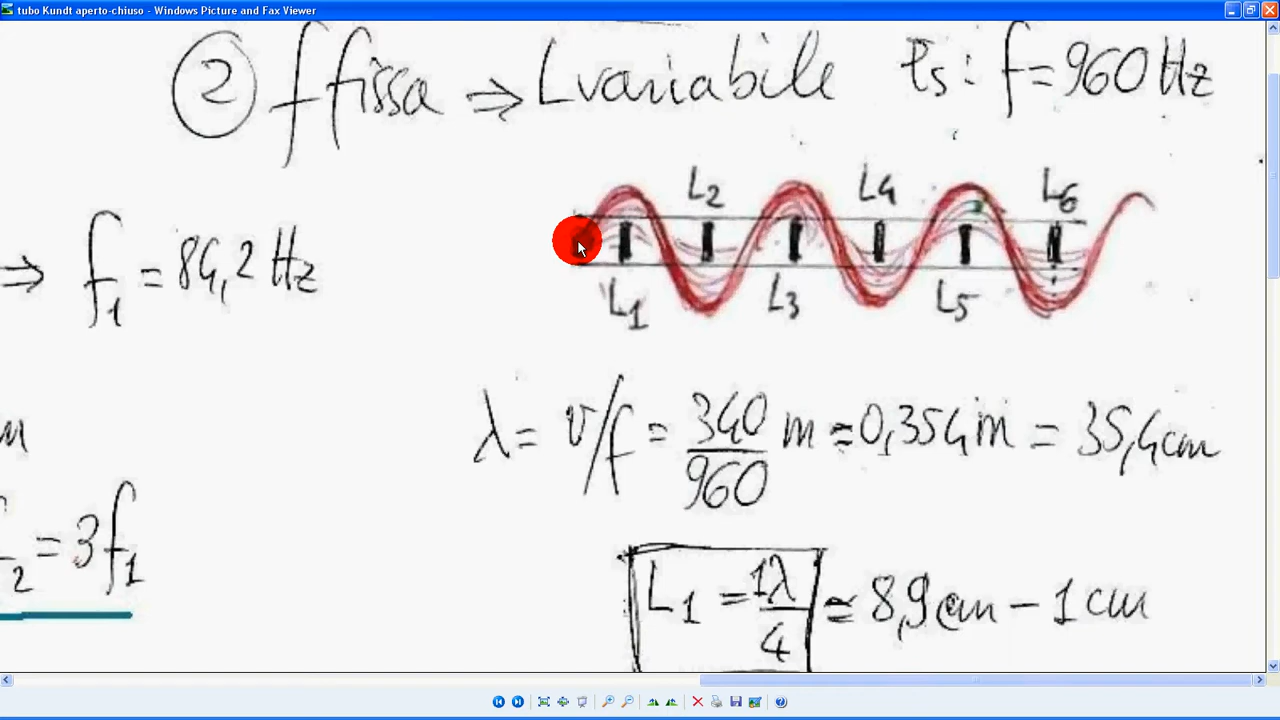 tubo Kundt aperto-chiuso - Windows Picture and Fax Viewer
② f fissa ⇒ L variabile Es: f = 960 Hz
L2 L4 L6
⇒ f1 = 84,2 Hz
L1 L3 L5
λ = v/f = 340/960 m ≃ 0,354 m = 35,4 cm
m
2 = 3f1
L1 = 1λ/4 ≃ 8,9 cm - 1 cm